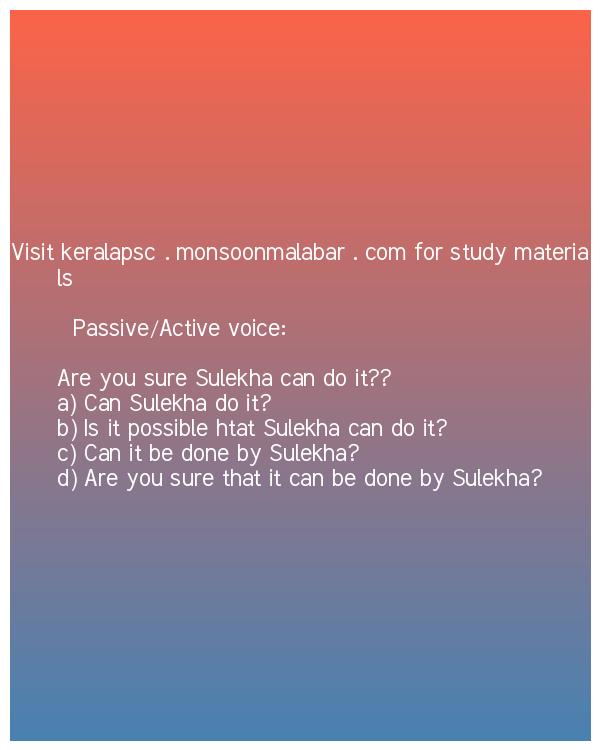 Visit keralapsc . monsoonmalabar . com for study materia
ls
Passive/Active voice:
Are you sure Sulekha can do it??
a) Can Sulekha do it?
b) Is it possible htat Sulekha can do it?
c) Can it be done by Sulekha?
d) Are you sure that it can be done by Sulekha?